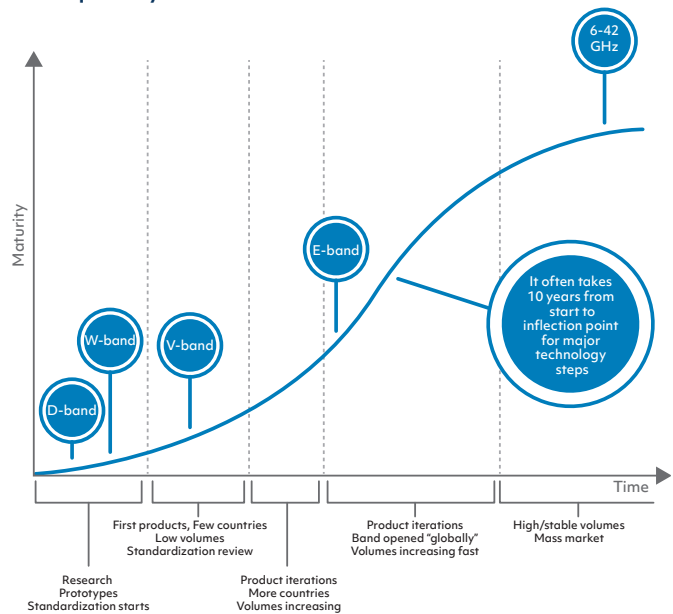 6-42
GHz
Maturity
E-band
It often takes
10 years from
start to
inflection point
for major
technology
steps
W-band
V-band
D-band
Time
First products, Few countries
Low volumes
Standardization review
Product iterations
Band opened "globally"
Volumes increasing fast
High/stable volumes
Mass market
Research
Prototypes
Standardization starts
Product iterations
More countries
Volumes increasing